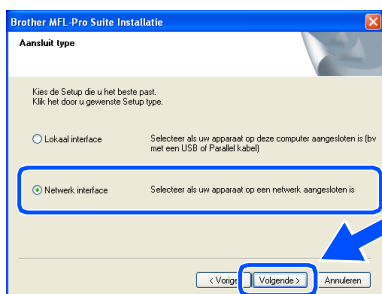 Brother MFL-Pro Suite Installatie
Aansluit type
Kies de Setup die u het beste past.
Klik het door u gewenste Setup type.
Lokaal interface
Selecteer als uw apparaat op deze computer aangesloten is (bv met een USB of Parallel kabel)
Netwerk interface
Selecteer als uw apparaat op een netwerk aangesloten is
< Vorige
Volgende >
Annuleren